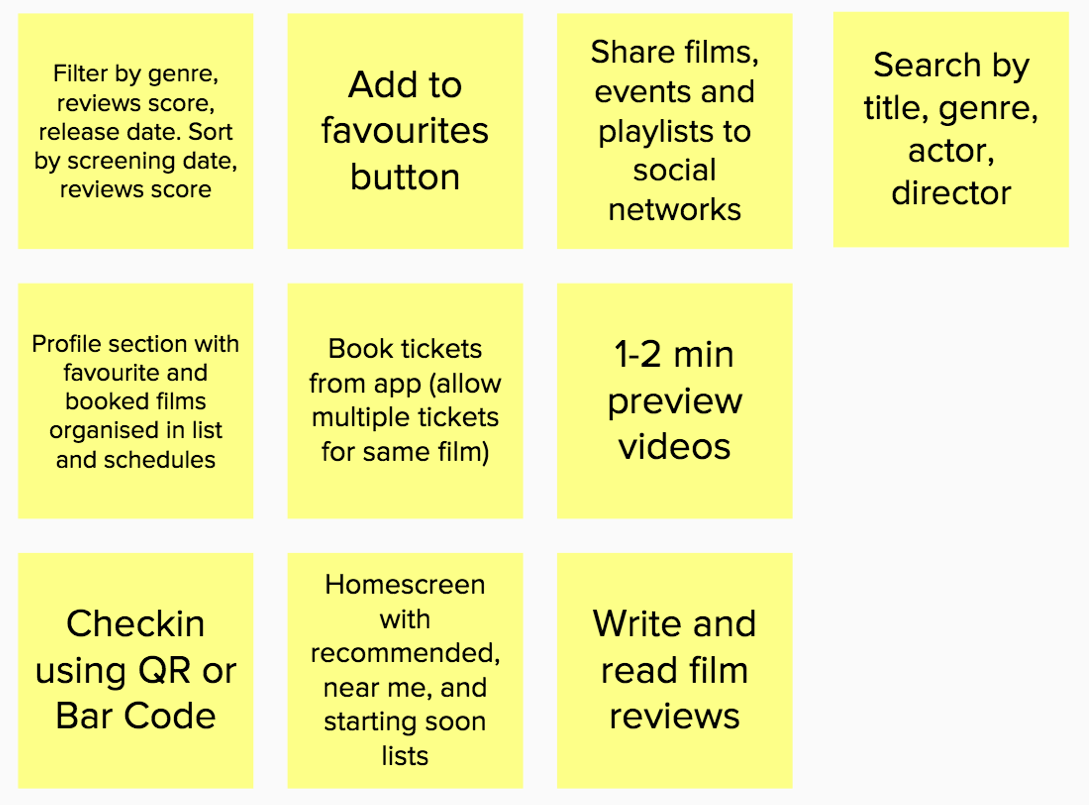 Filter by genre,
reviews score,
release date. Sort
by screening date,
reviews score
Add to
favourites
button
Share films,
events and
playlists to
social
networks
Search by
title, genre,
actor,
director
Profile section with
favourite and
booked films
organised in list
and schedules
Book tickets
from app (allow
multiple tickets
for same film)
1-2 min
preview
videos
Checkin
using QR or
Bar Code
Homescreen
with
recommended,
near me, and
starting soon
lists
Write and
read film
reviews